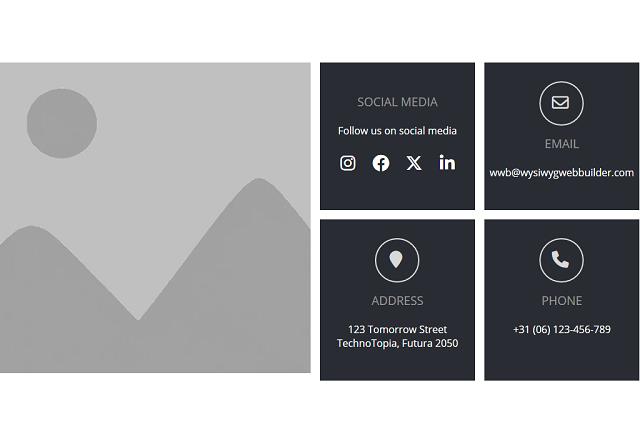 SOCIAL MEDIA
Follow us on social media
EMAIL
wwb@wysiwygwebbuilder.com
ADDRESS
123 Tomorrow Street
TechnoTopia, Futura 2050
PHONE
+31 (06) 123-456-789